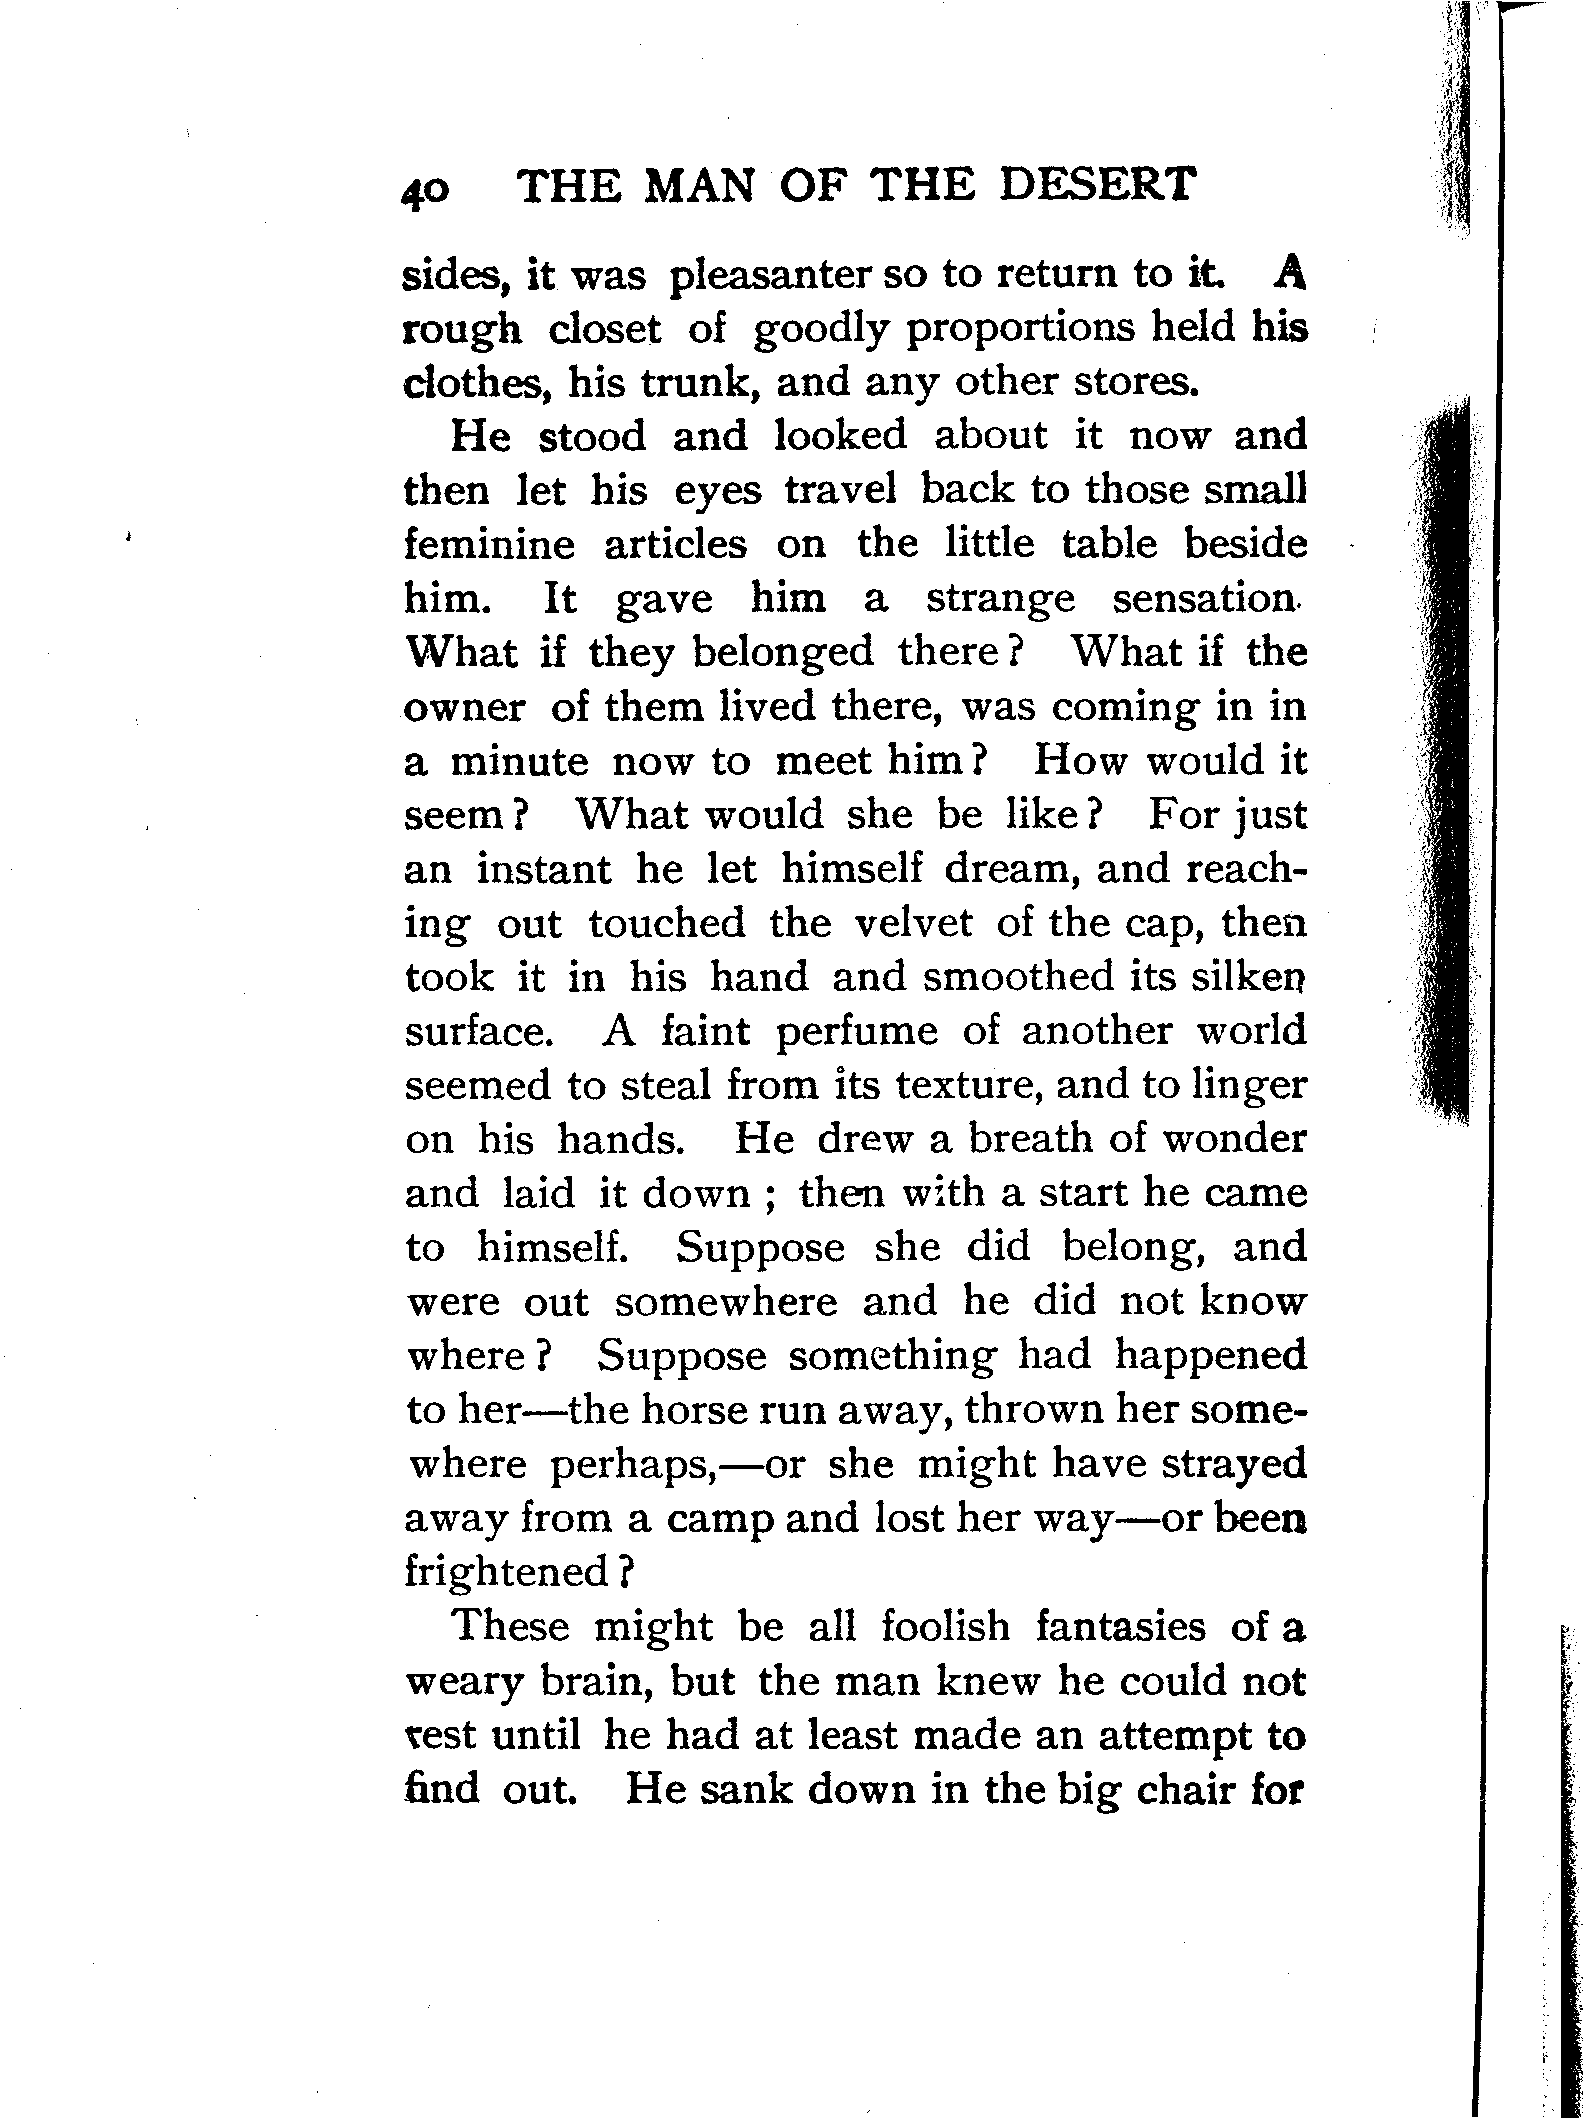 40 THE MAN OF THE DESERT
sides, it was pleasanter so to return to it. A
rough closet of goodly proportions held his
clothes, his trunk, and any other stores.
He stood and looked about it now and
then let his eyes travel back to those small
feminine articles on the little table beside
him. It gave him a strange sensation.
What if they belonged there? What if the
owner of them lived there, was coming in in
a minute now to meet him? How would it
seem? What would she be like? For just
an instant he let himself dream, and reach-
ing out touched the velvet of the cap, then
took it in his hand and smoothed its silken
surface. A faint perfume of another world
seemed to steal from its texture, and to linger
on his hands. He drew a breath of wonder
and laid it down; then with a start he came
to himself. Suppose she did belong, and
were out somewhere and he did not know
where? Suppose something had happened
to her—the horse run away, thrown her some-
where perhaps,—or she might have strayed
away from a camp and lost her way—or been
frightened?
These might be all foolish fantasies of a
weary brain, but the man knew he could not
rest until he had at least made an attempt to
find out. He sank down in the big chair for